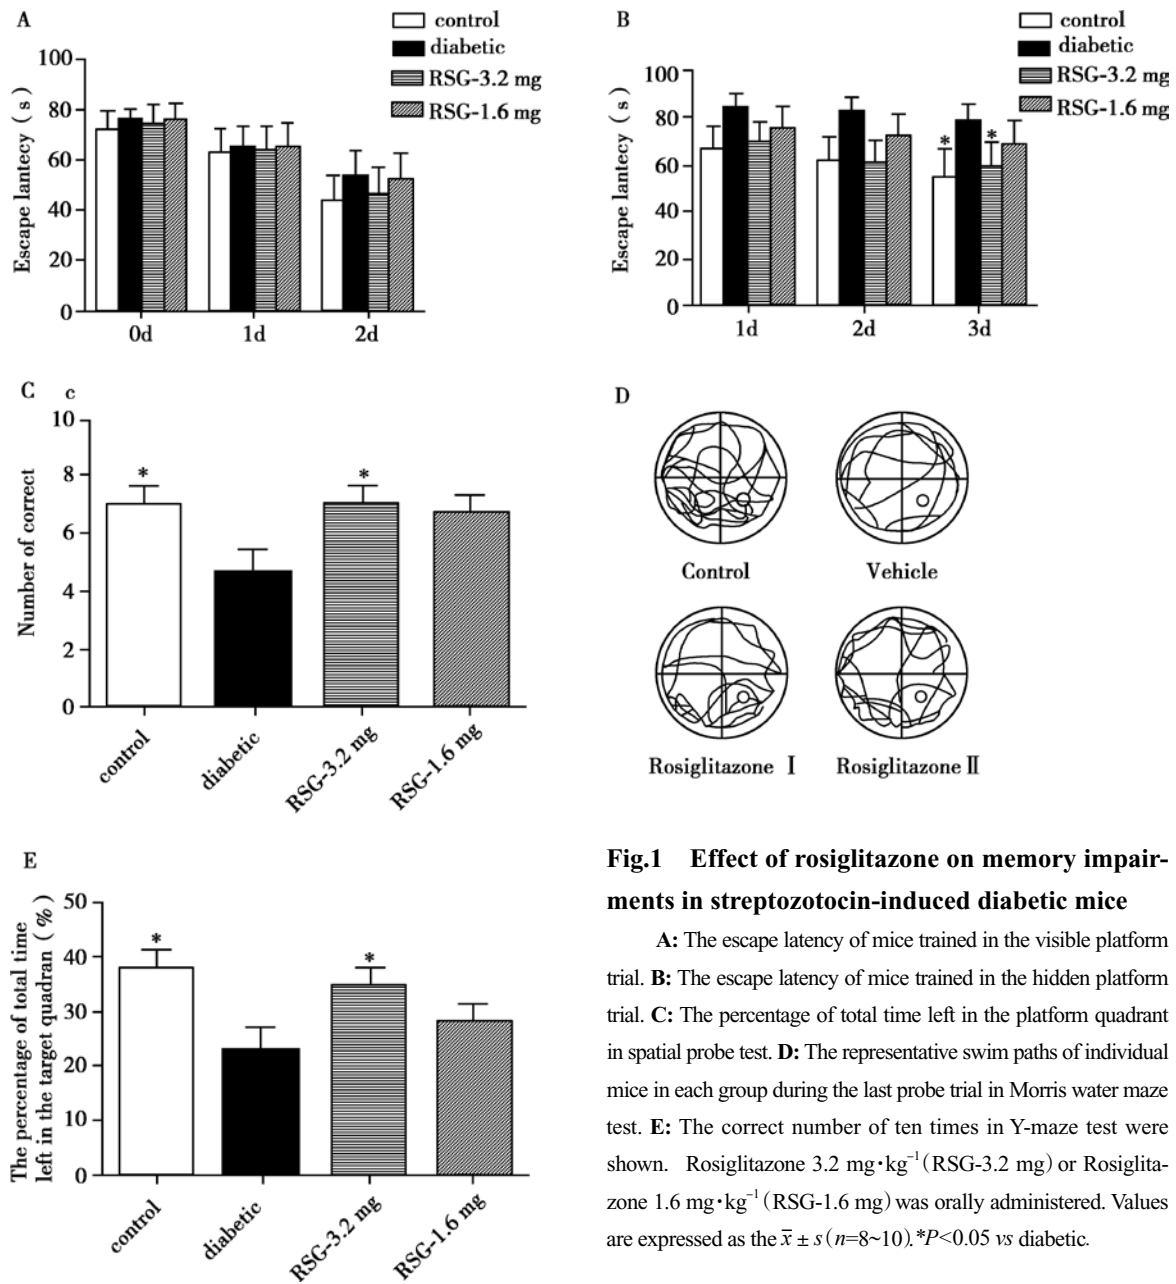 A
control
diabetic
RSG-3.2 mg
RSG-1.6 mg
Escape lantecy ( s )
100
80
60
40
20
0
0d 1d 2d
B
control
diabetic
RSG-3.2 mg
RSG-1.6 mg
Escape lantecy ( s )
100
80
60
40
20
0
* *
1d 2d 3d
C c
Number of correct
10
8
6
4
2
0
* *
control diabetic RSG-3.2 mg RSG-1.6 mg
D
Control Vehicle
Rosiglitazone Ⅰ Rosiglitazone Ⅱ
E
The percentage of total time
left in the target quadran ( % )
50
40
30
20
10
0
* *
control diabetic RSG-3.2 mg RSG-1.6 mg
Fig.1 Effect of rosiglitazone on memory impair-
ments in streptozotocin-induced diabetic mice
A: The escape latency of mice trained in the visible platform
trial. B: The escape latency of mice trained in the hidden platform
trial. C: The percentage of total time left in the platform quadrant
in spatial probe test. D: The representative swim paths of individual
mice in each group during the last probe trial in Morris water maze
test. E: The correct number of ten times in Y-maze test were
shown. Rosiglitazone 3.2 mg·kg⁻¹(RSG-3.2 mg) or Rosiglita-
zone 1.6 mg·kg⁻¹(RSG-1.6 mg) was orally administered. Values
are expressed as the x̄ ± s (n=8~10).*P<0.05 vs diabetic.